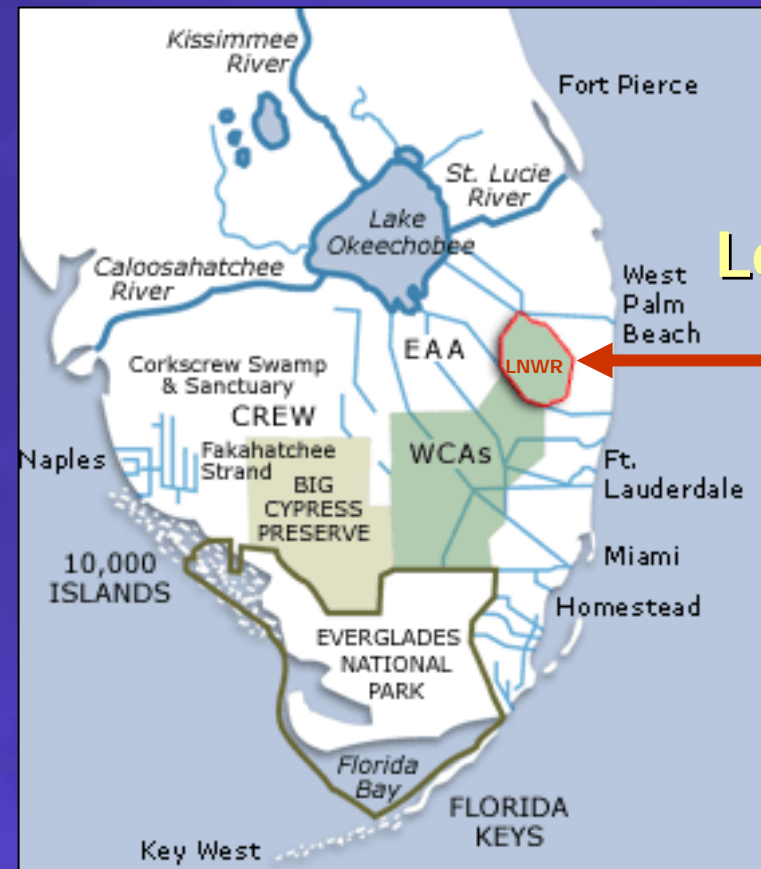 Kissimmee
River
Fort Pierce
St. Lucie
River
Lake
Okeechobee
Caloosahatchee
River
West
Palm
Beach
Lo
EAA
LNWR
Corkscrew Swamp
& Sanctuary
CREW
Naples
Fakahatchee
Strand
WCAs
BIG
CYPRESS
PRESERVE
Ft.
Lauderdale
10,000
ISLANDS
Miami
Homestead
EVERGLADES
NATIONAL
PARK
Florida
Bay
FLORIDA
KEYS
Key West